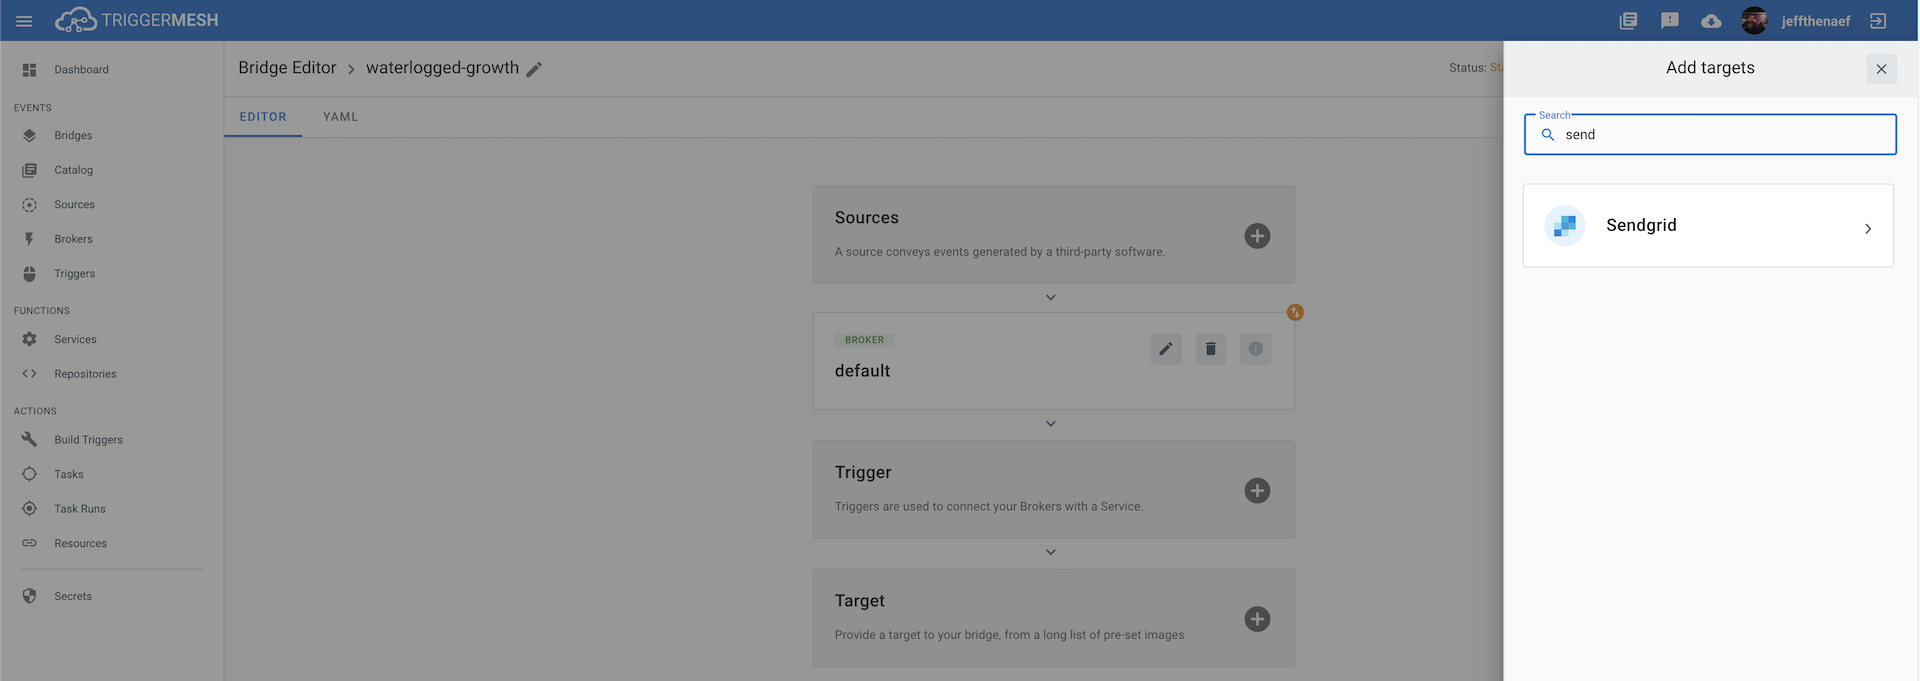 TRIGGERMESH
jeffthenaef
Dashboard
EVENTS
Bridges
Catalog
Sources
Brokers
Triggers
FUNCTIONS
Services
Repositories
ACTIONS
Build Triggers
Tasks
Task Runs
Resources
Secrets
Bridge Editor > waterlogged-growth
Status: Sta
EDITOR YAML
Sources
A source conveys events generated by a third-party software.
BROKER
default
Trigger
Triggers are used to connect your Brokers with a Service.
Target
Provide a target to your bridge, from a long list of pre-set images
Add targets
Search
send
Sendgrid